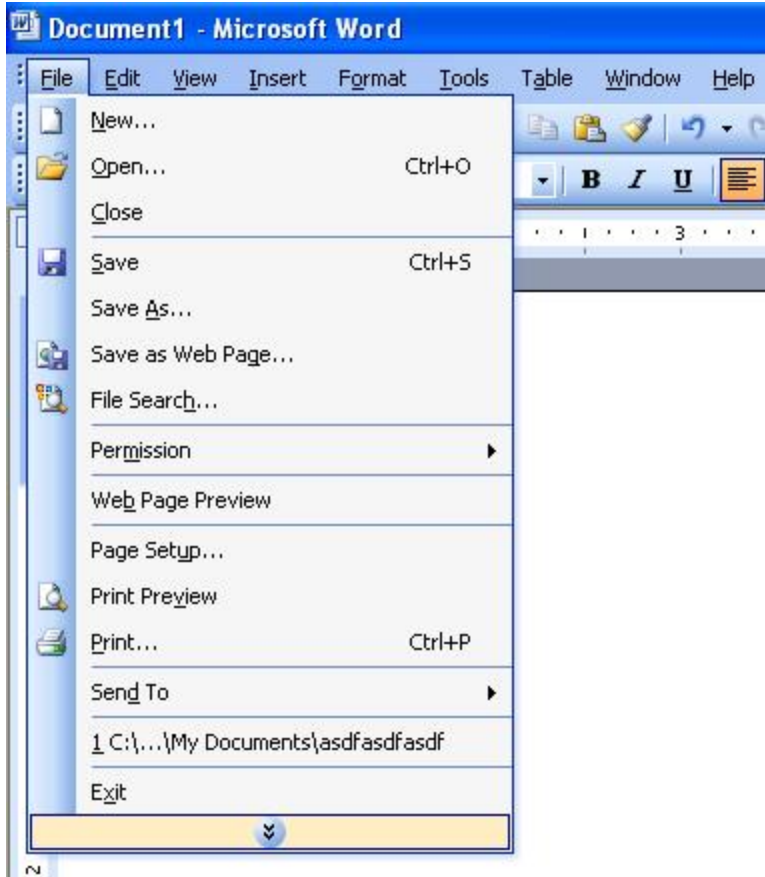 Document1 - Microsoft Word
File Edit View Insert Format Tools Table Window Help
New...
Open... Ctrl+O
B I U
Close
3
Save Ctrl+S
Save As...
Save as Web Page...
File Search...
Permission
Web Page Preview
Page Setup...
Print Preview
Print... Ctrl+P
Send To
1 C:\...\My Documents\asdfasdfasdf
Exit
2